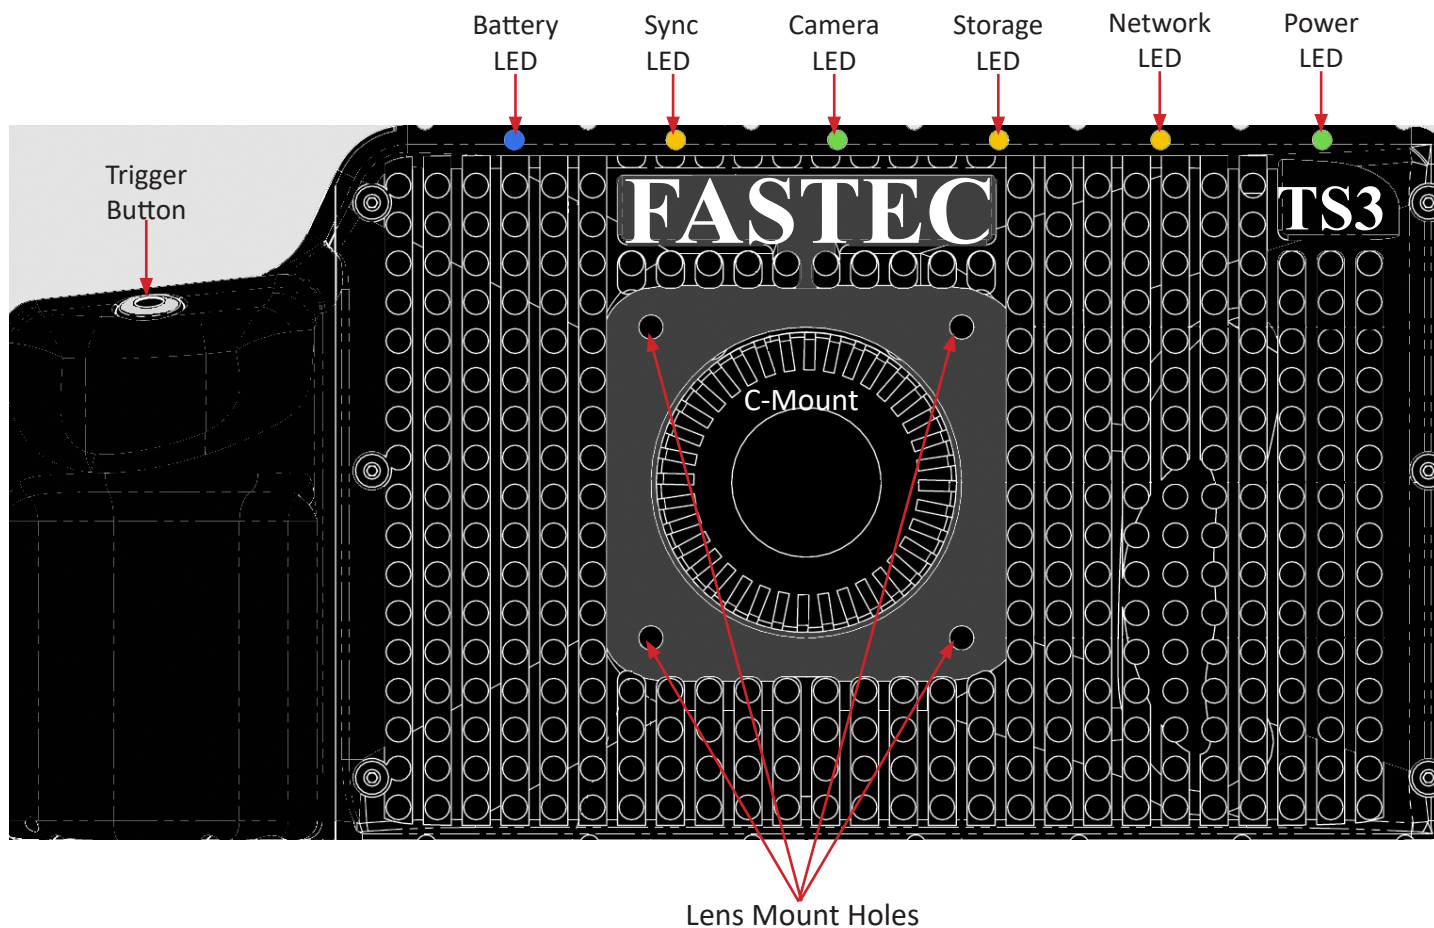 Battery
LED
Sync
LED
Camera
LED
Storage
LED
Network
LED
Power
LED
Trigger
Button
FASTEC
TS3
C-Mount
Lens Mount Holes